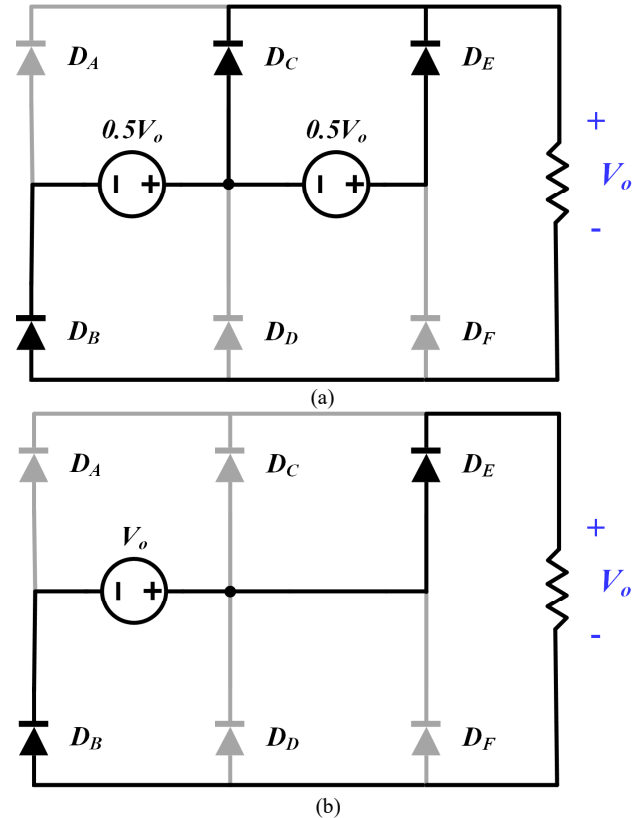 D_A D_C D_E
0.5V_o 0.5V_o
+
V_o
-
- + - +
D_B D_D D_F
(a)
D_A D_C D_E
V_o
+
V_o
-
- +
D_B D_D D_F
(b)